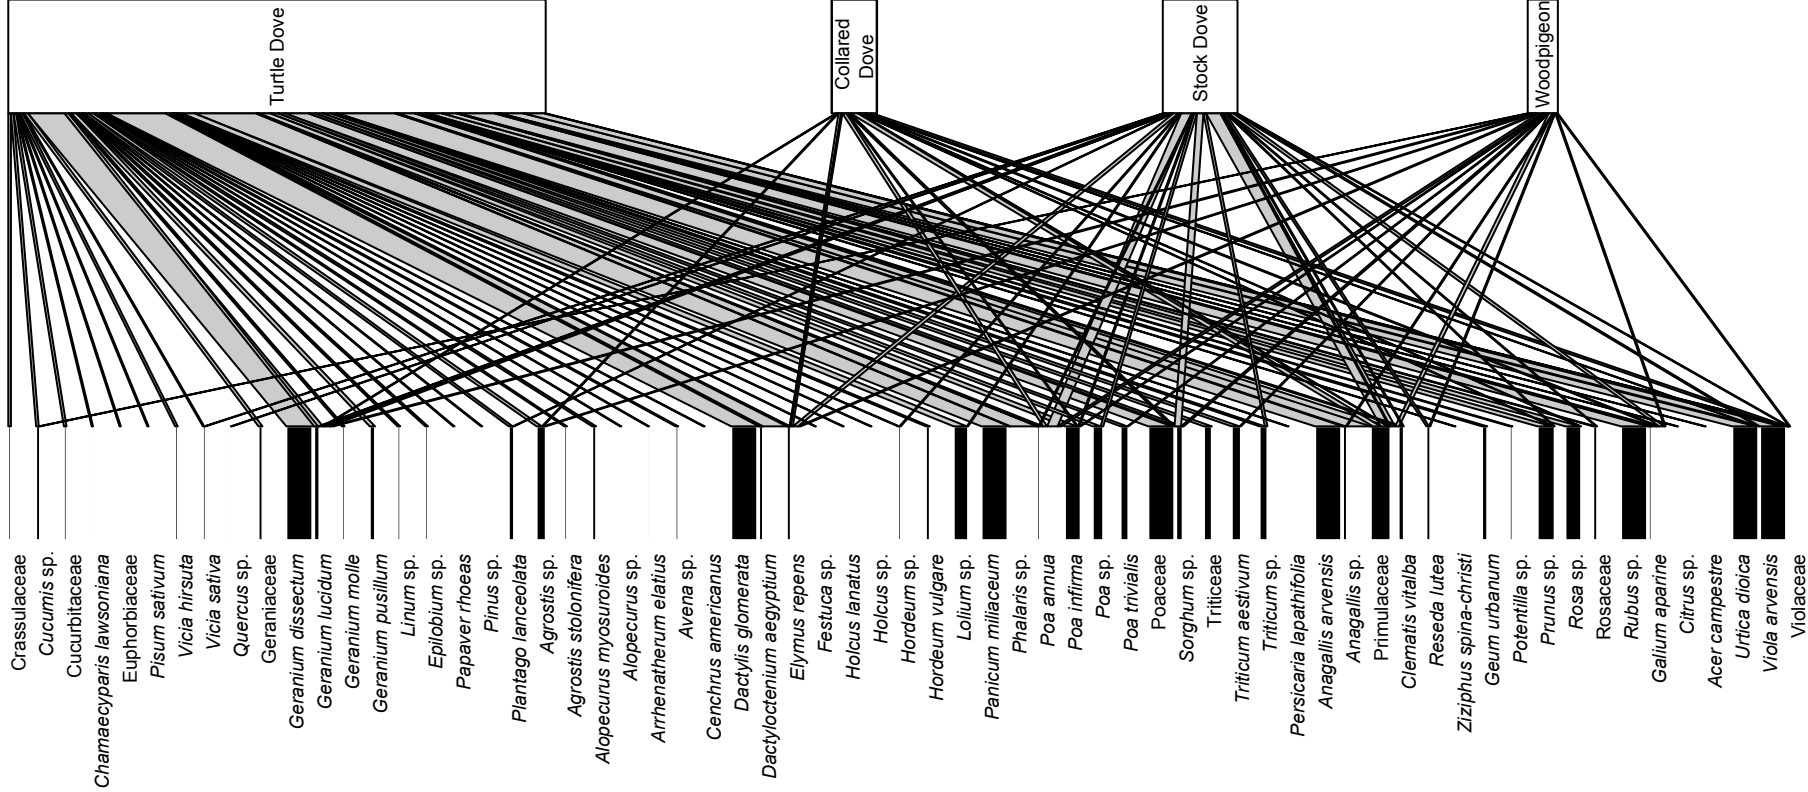 Turtle Dove
Collared
Dove
Stock Dove
Woodpigeon
Crassulaceae
Cucumis sp.
Cucurbitaceae
Chamaecyparis lawsoniana
Euphorbiaceae
Pisum sativum
Vicia hirsuta
Vicia sativa
Quercus sp.
Geraniaceae
Geranium dissectum
Geranium lucidum
Geranium molle
Geranium pusillum
Linum sp.
Epilobium sp.
Papaver rhoeas
Pinus sp.
Plantago lanceolata
Agrostis sp.
Agrostis stolonifera
Alopecurus myosuroides
Alopecurus sp.
Arrhenatherum elatius
Avena sp.
Cenchrus americanus
Dactylis glomerata
Dactyloctenium aegyptium
Elymus repens
Festuca sp.
Holcus lanatus
Holcus sp.
Hordeum sp.
Hordeum vulgare
Lolium sp.
Panicum miliaceum
Phalaris sp.
Poa annua
Poa infirma
Poa sp.
Poa trivialis
Poaceae
Sorghum sp.
Triticeae
Triticum aestivum
Triticum sp.
Persicaria lapathifolia
Anagallis arvensis
Anagallis sp.
Primulaceae
Clematis vitalba
Reseda lutea
Ziziphus spina-christi
Geum urbanum
Potentilla sp.
Prunus sp.
Rosa sp.
Rosaceae
Rubus sp.
Galium aparine
Citrus sp.
Acer campestre
Urtica dioica
Viola arvensis
Violaceae